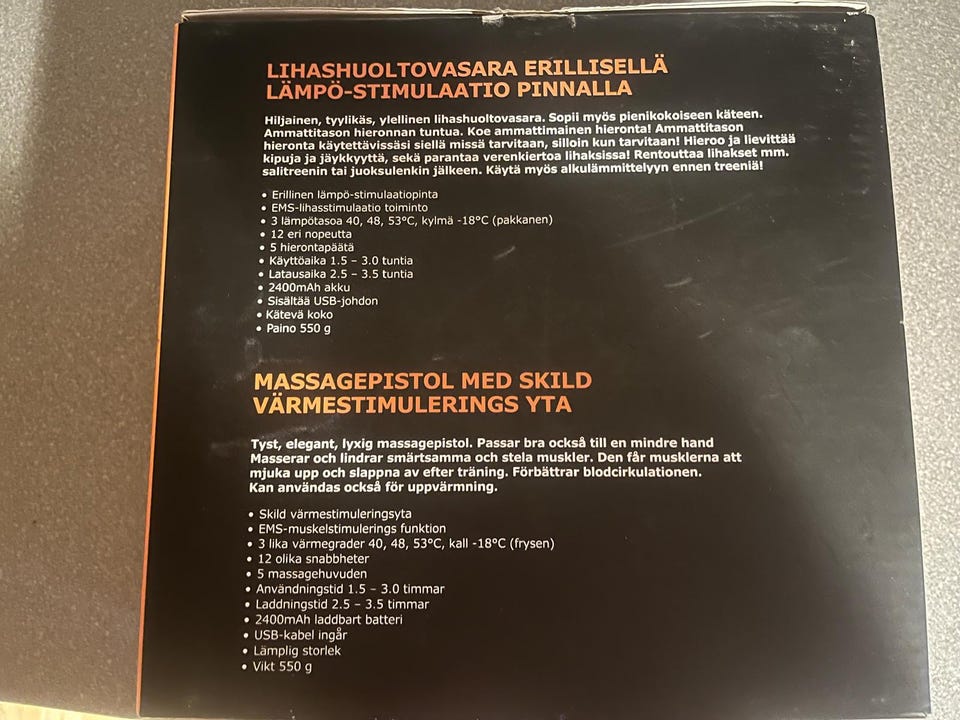 LIHASHUOLTOVASARA ERILLISELLÄ
LÄMPÖ-STIMULAATIO PINNALLA
Hiljainen, tyylikäs, ylellinen lihashuoltovasara. Sopii myös pienikokoiseen käteen.
Ammattitason hieronnan tuntua. Koe ammattimainen hieronta! Ammattitason
hieronta käytettävissäsi siellä missä tarvitaan, silloin kun tarvitaan! Hieroo ja lievittää
kipuja ja jäykkyyttä, sekä parantaa verenkiertoa lihaksissa! Rentouttaa lihakset mm.
salitreenin tai juoksulenkin jälkeen. Käytä myös alkulämmittelyyn ennen treeniä!
• Erillinen lämpö-stimulaatiopinta
• EMS-lihasstimulaatio toiminto
• 3 lämpötasoa 40, 48, 53°C, kylmä -18°C (pakkanen)
• 12 eri nopeutta
• 5 hierontapäätä
• Käyttöaika 1.5 – 3.0 tuntia
• Latausaika 2.5 – 3.5 tuntia
• 2400mAh akku
• Sisältää USB-johdon
• Kätevä koko
• Paino 550 g
MASSAGEPISTOL MED SKILD
VÄRMESTIMULERINGS YTA
Tyst, elegant, lyxig massagepistol. Passar bra också till en mindre hand
Masserar och lindrar smärtsamma och stela muskler. Den får musklerna att
mjuka upp och slappna av efter träning. Förbättrar blodcirkulationen.
Kan användas också för uppvärmning.
• Skild värmestimuleringsyta
• EMS-muskelstimulerings funktion
• 3 lika värmegrader 40, 48, 53°C, kall -18°C (frysen)
• 12 olika snabbheter
• 5 massagehuvuden
• Användningstid 1.5 – 3.0 timmar
• Laddningstid 2.5 – 3.5 timmar
• 2400mAh laddbart batteri
• USB-kabel ingår
• Lämplig storlek
• Vikt 550 g